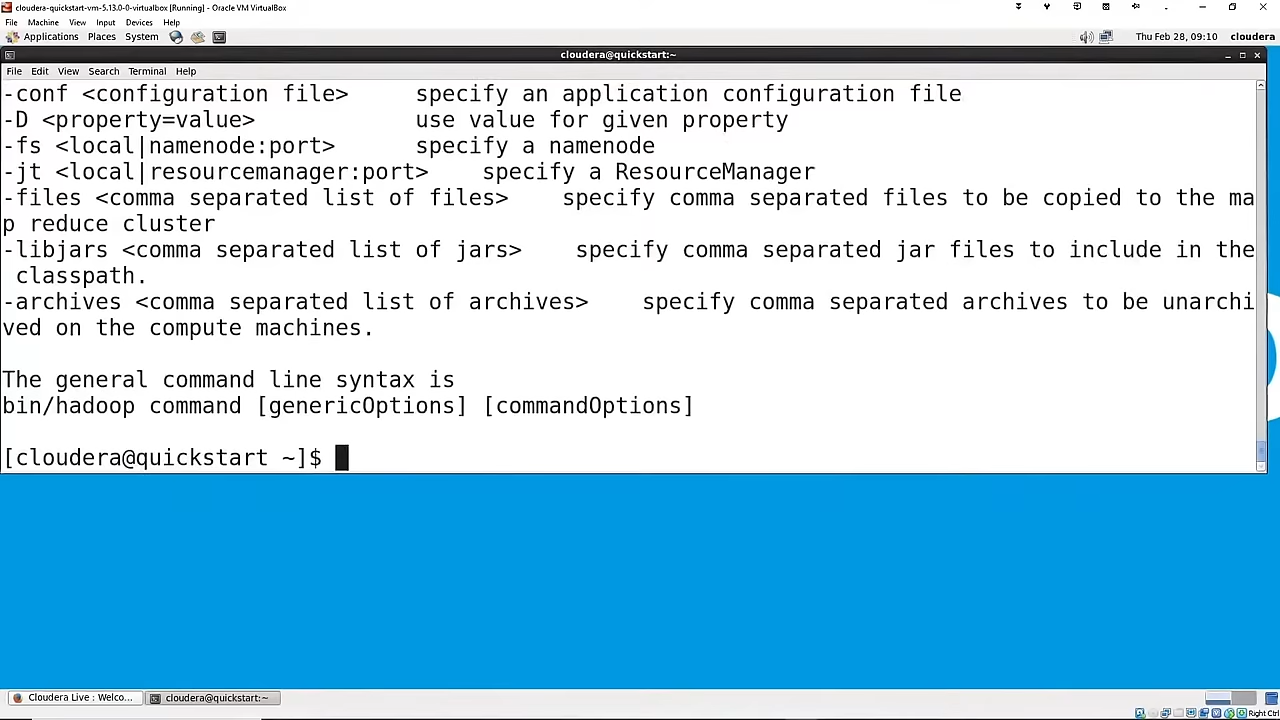 cloudera-quickstart-vm-5.13.0-0-virtualbox [Running] - Oracle VM VirtualBox
File Machine View Input Devices Help
Applications Places System Thu Feb 28, 09:10 cloudera
cloudera@quickstart:~
File Edit View Search Terminal Help
-conf <configuration file>     specify an application configuration file
-D <property=value>            use value for given property
-fs <local|namenode:port>      specify a namenode
-jt <local|resourcemanager:port>    specify a ResourceManager
-files <comma separated list of files>    specify comma separated files to be copied to the ma
p reduce cluster
-libjars <comma separated list of jars>    specify comma separated jar files to include in the
 classpath.
-archives <comma separated list of archives>    specify comma separated archives to be unarchi
ved on the compute machines.
The general command line syntax is
bin/hadoop command [genericOptions] [commandOptions]
[cloudera@quickstart ~]$
Cloudera Live : Welco... cloudera@quickstart:~
Right Ctrl